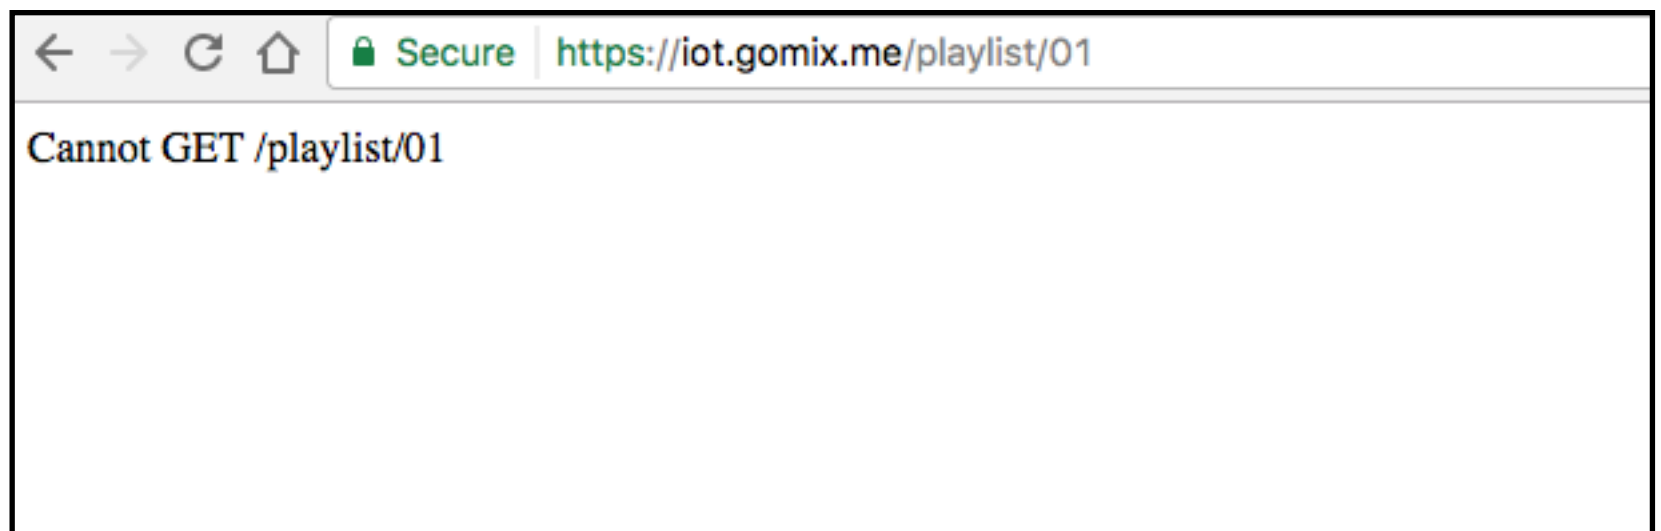 Secure https://iot.gomix.me/playlist/01
Cannot GET /playlist/01